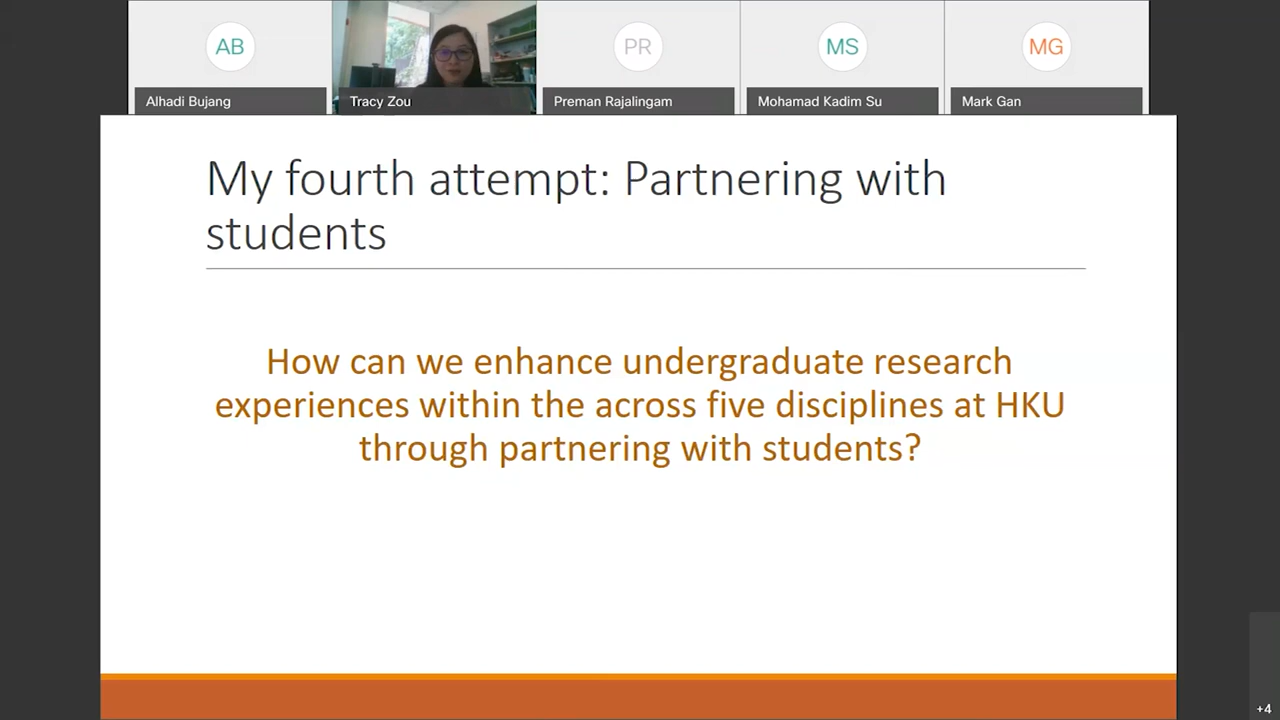 AB
PR
MS
MG
Alhadi Bujang
Tracy Zou
Preman Rajalingam
Mohamad Kadim Su
Mark Gan
My fourth attempt: Partnering with
students
How can we enhance undergraduate research
experiences within the across five disciplines at HKU
through partnering with students?
+4